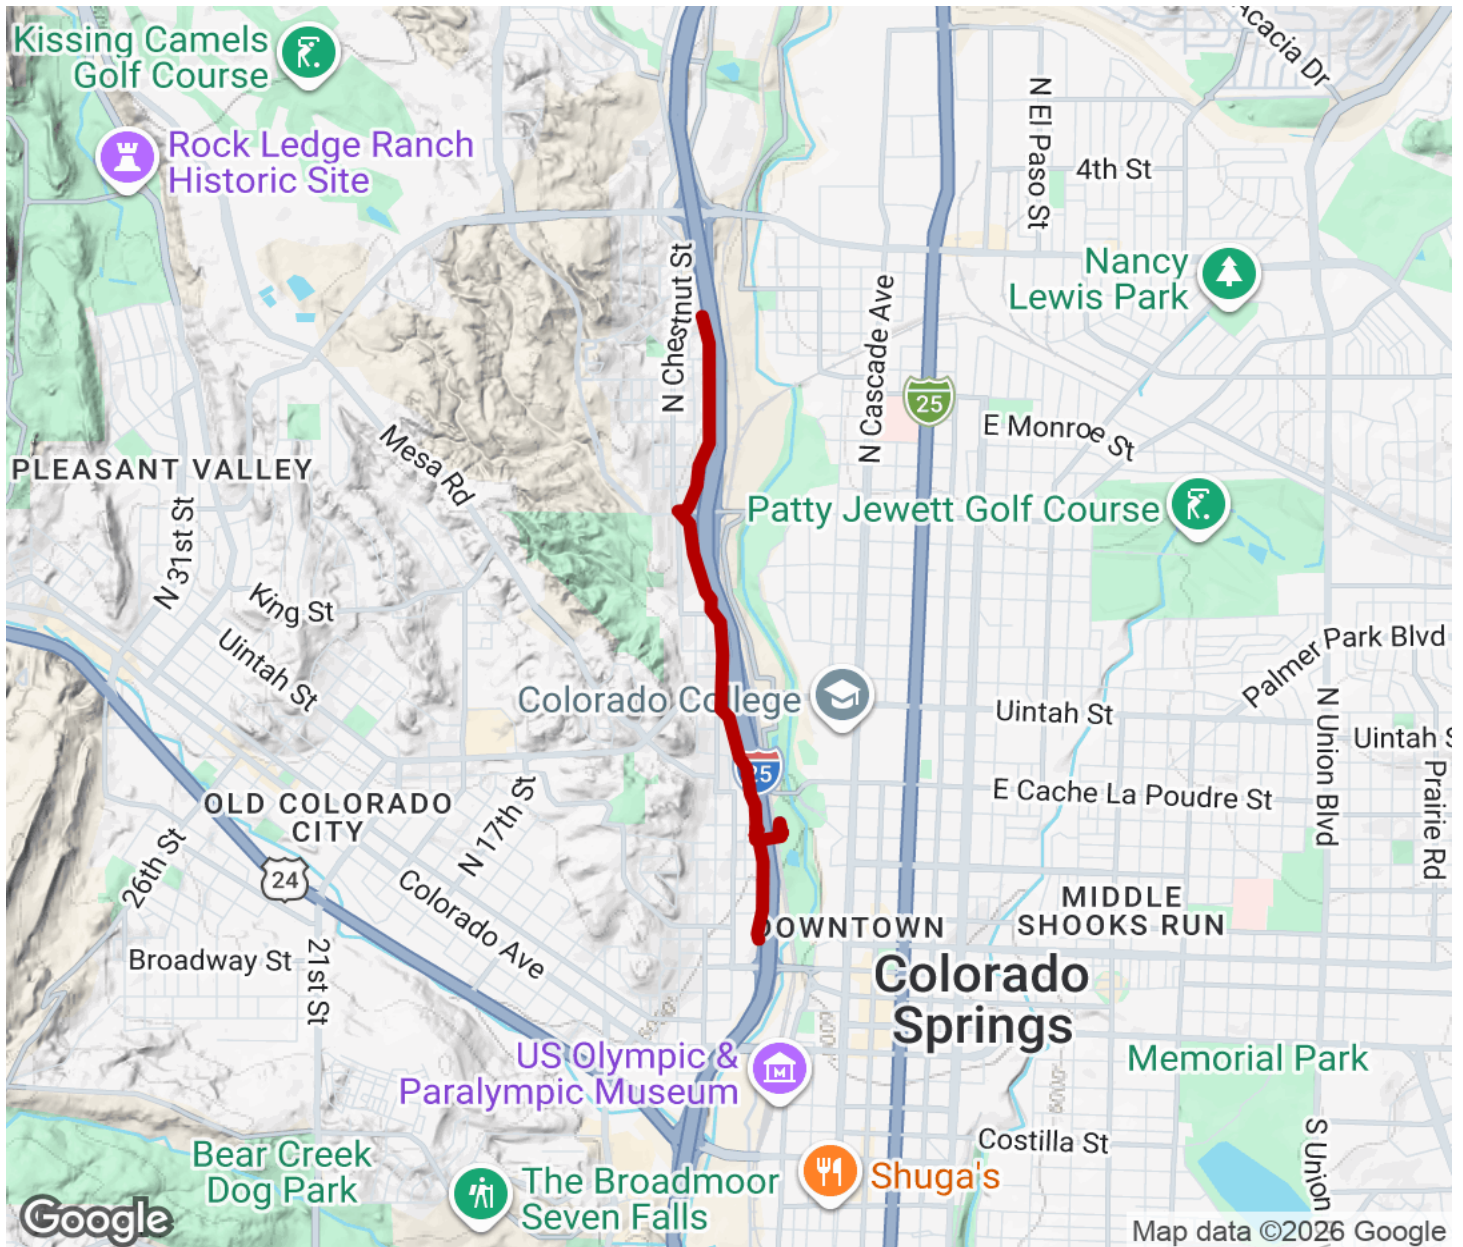 Kissing Camels
Golf Course
Acacia Dr
N El Paso St
Rock Ledge Ranch
Historic Site
4th St
N Chestnut St
Nancy
Lewis Park
N Cascade Ave
25
E Monroe St
Mesa Rd
PLEASANT VALLEY
N 31st St
Patty Jewett Golf Course
King St
Uintah St
Palmer Park Blvd
Colorado College
Uintah St
N Union Blvd
Uintah S
25
Prairie Rd
E Cache La Poudre St
OLD COLORADO
CITY
N 17th St
26th St
24
Colorado Ave
MIDDLE
SHOOKS RUN
DOWNTOWN
Broadway St
21st St
Colorado
Springs
6000
6000
US Olympic &
Paralympic Museum
Memorial Park
6000
Costilla St
S Union
Bear Creek
Dog Park
The Broadmoor
Seven Falls
Shuga's
Google
Map data ©2026 Google